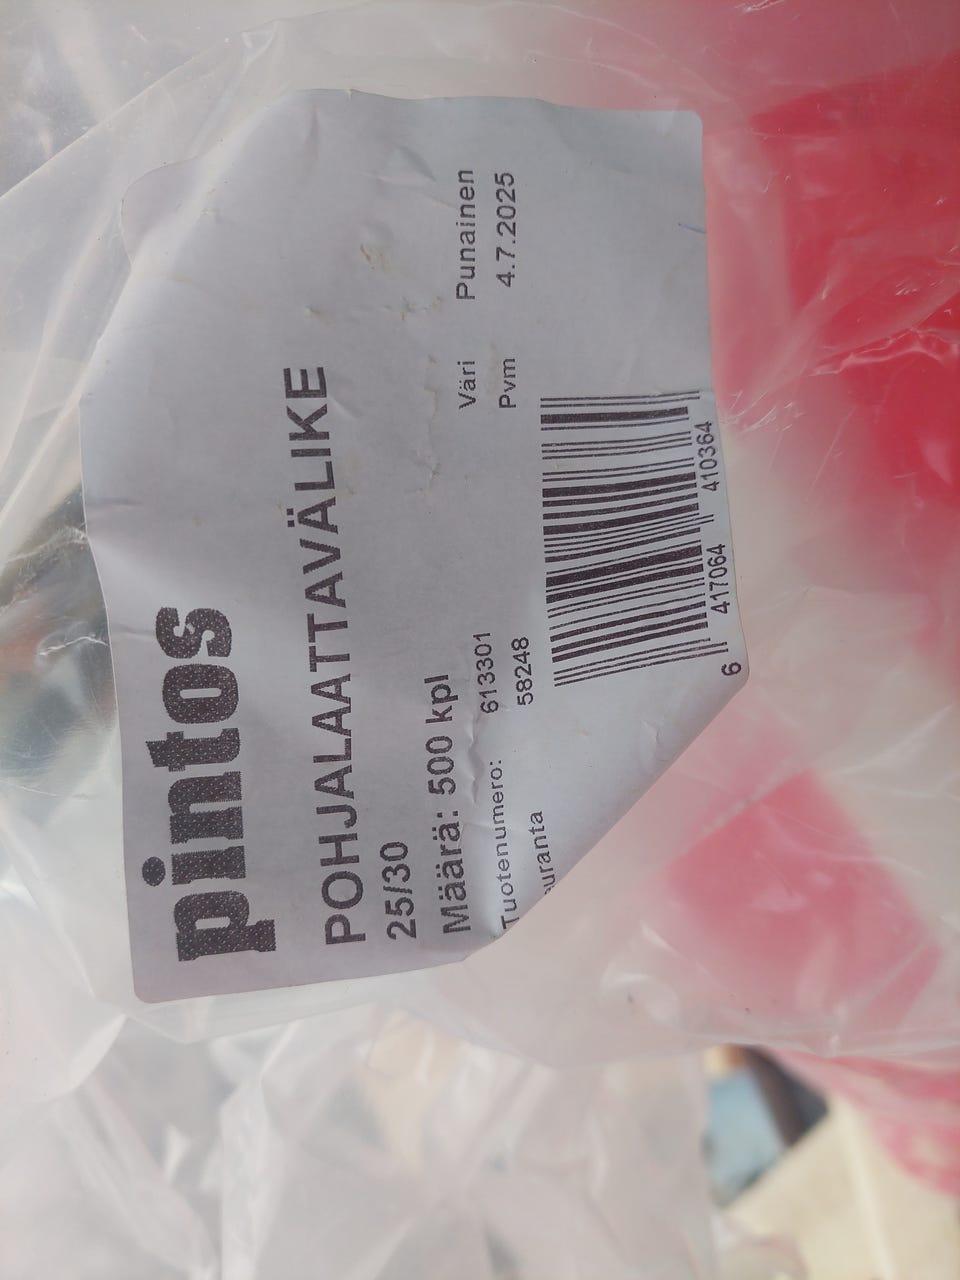 pintos
POHJALAATTAVÄLIKE
25/30
Määrä: 500 kpl
Tuotenumero: 613301 Väri Punainen
58248 Pvm 4.7.2025
6 417064 410364